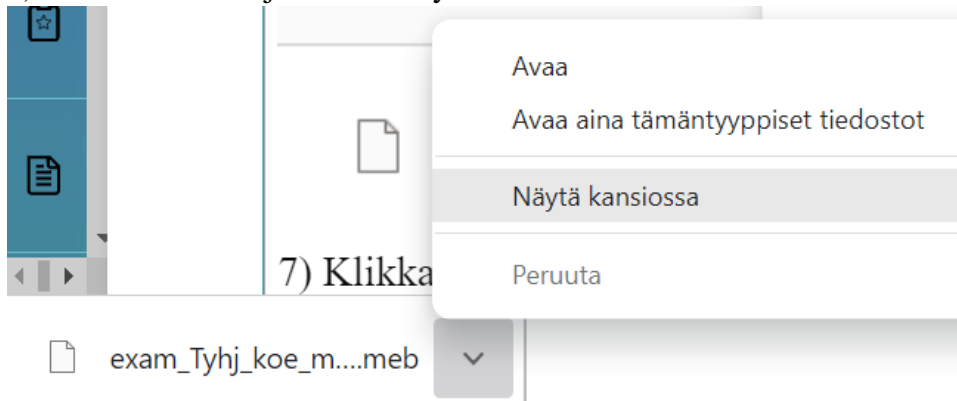 Avaa
Avaa aina tämäntyyppiset tiedostot
Näytä kansiossa
7) Klikka
Peruuta
exam_Tyhj_koe_m....meb